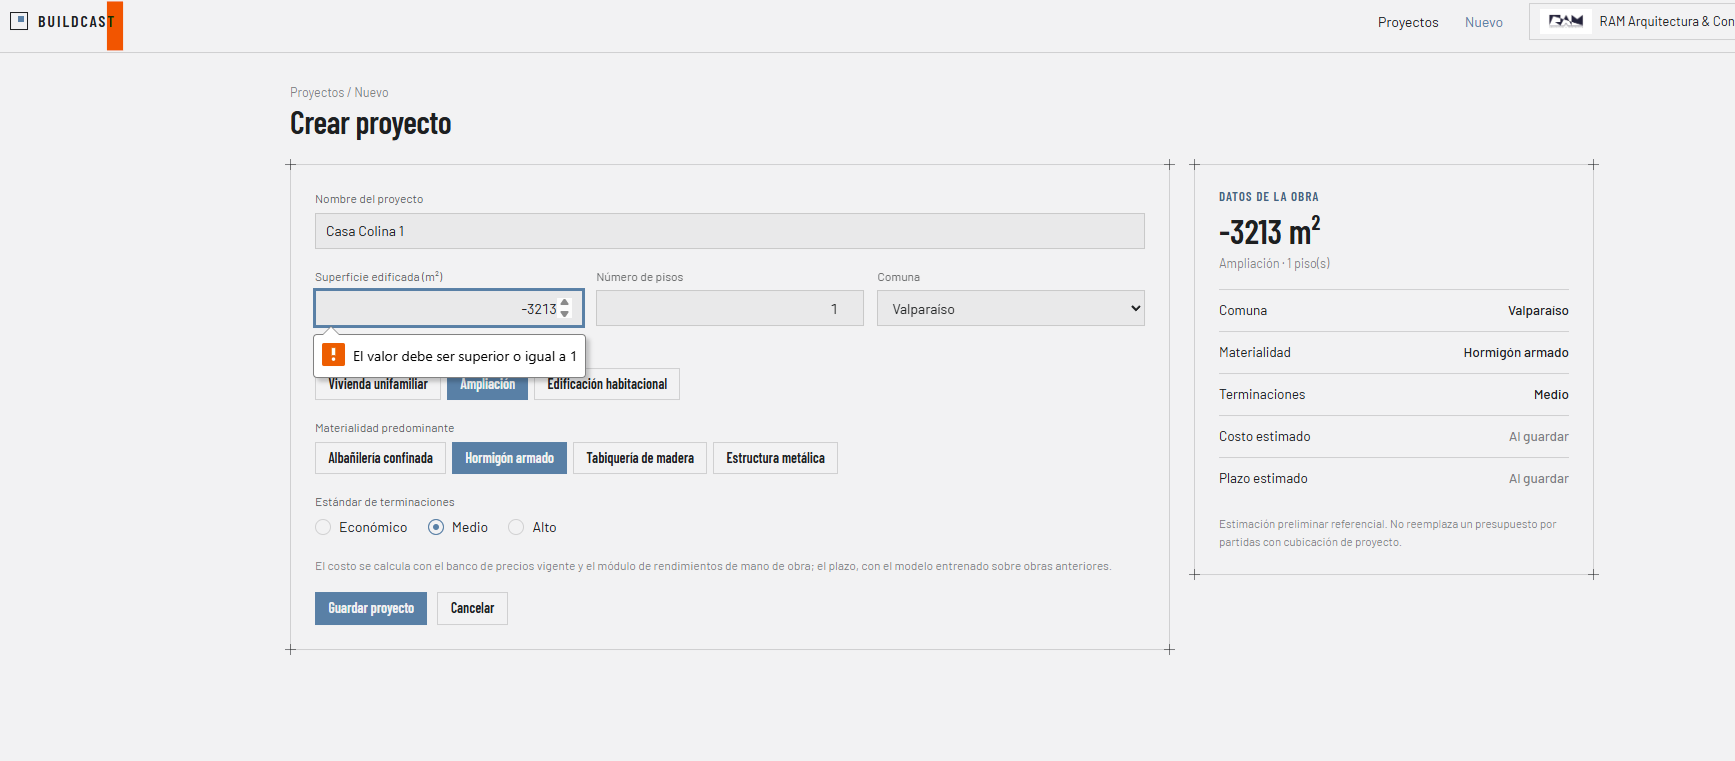 BUILDCAST
Proyectos Nuevo RAM RAM Arquitectura & Con
Proyectos / Nuevo
Crear proyecto
Nombre del proyecto
Casa Colina 1
Superficie edificada (m²) Número de pisos Comuna
-3213 1 Valparaíso
El valor debe ser superior o igual a 1
Vivienda unifamiliar Ampliación Edificación habitacional
Materialidad predominante
Albañilería confinada Hormigón armado Tabiquería de madera Estructura metálica
Estándar de terminaciones
Económico Medio Alto
El costo se calcula con el banco de precios vigente y el módulo de rendimientos de mano de obra; el plazo, con el modelo entrenado sobre obras anteriores.
Guardar proyecto Cancelar
DATOS DE LA OBRA
-3213 m²
Ampliación · 1 piso(s)
Comuna Valparaíso
Materialidad Hormigón armado
Terminaciones Medio
Costo estimado Al guardar
Plazo estimado Al guardar
Estimación preliminar referencial. No reemplaza un presupuesto por
partidas con cubicación de proyecto.